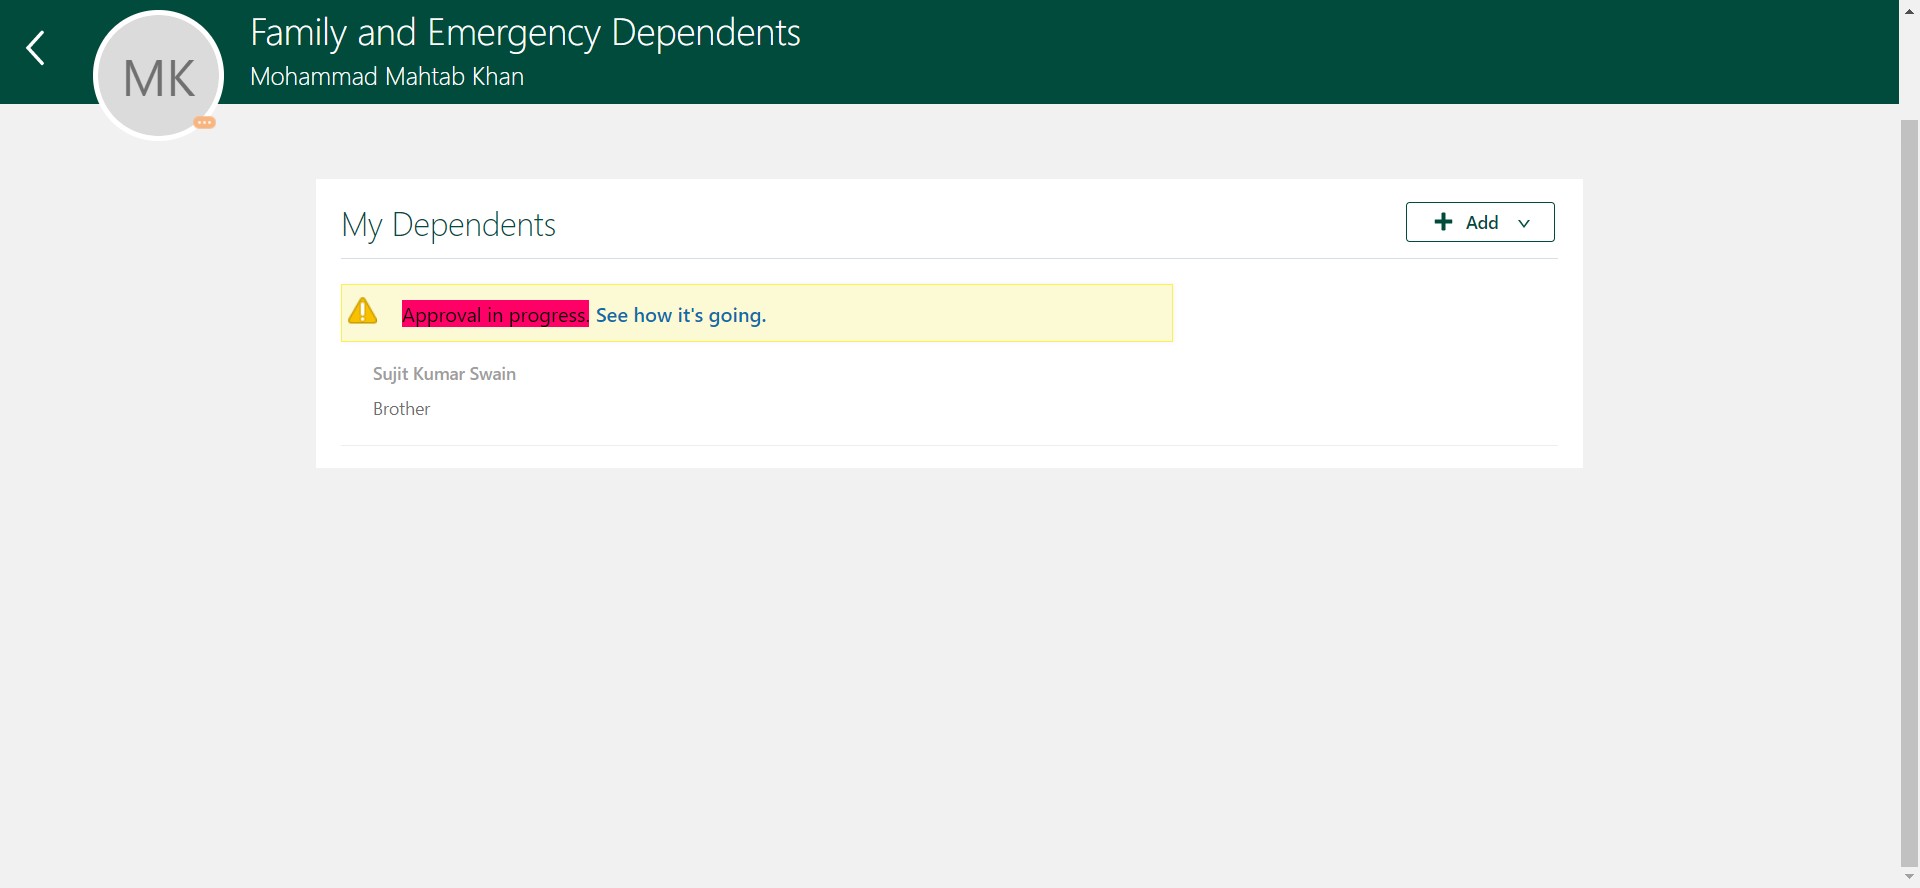 Family and Emergency Dependents
MK
Mohammad Mahtab Khan
My Dependents
Add
Approval in progress. See how it's going.
Sujit Kumar Swain
Brother